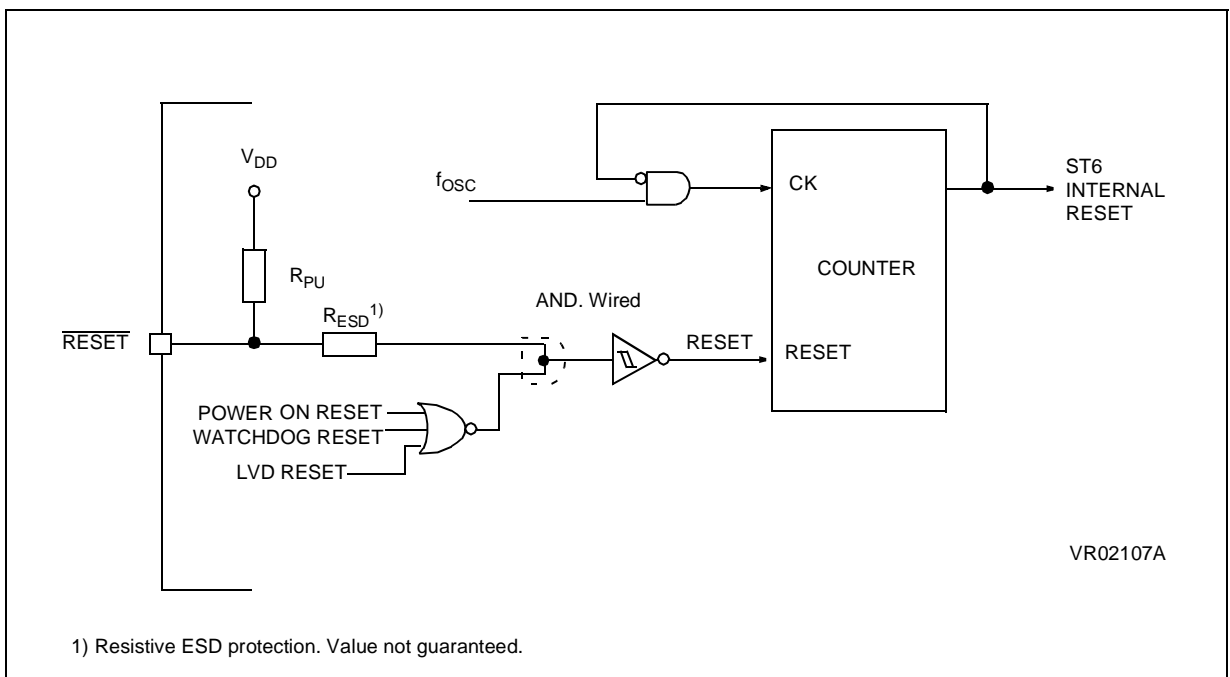 V_DD
f_OSC
CK
ST6
INTERNAL
RESET
R_PU
COUNTER
AND. Wired
R_ESD 1)
RESET
RESET
RESET
POWER ON RESET
WATCHDOG RESET
LVD RESET
VR02107A
1) Resistive ESD protection. Value not guaranteed.